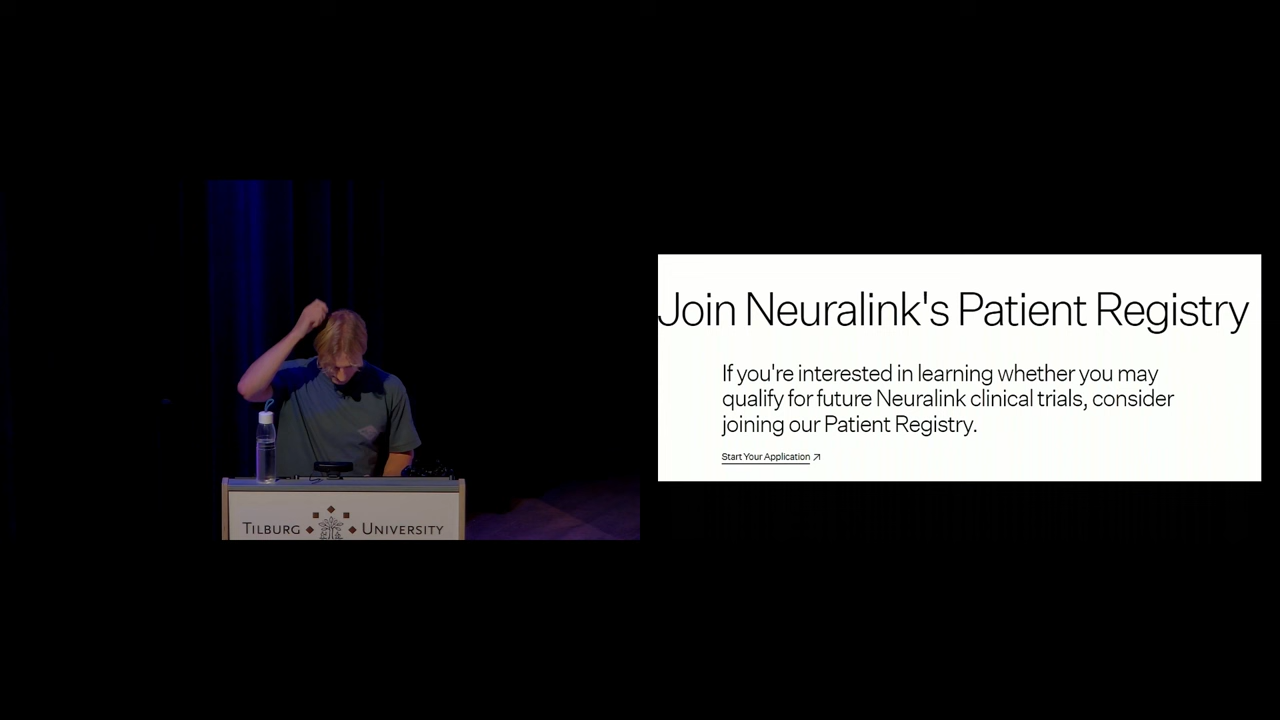 Join Neuralink's Patient Registry
If you're interested in learning whether you may
qualify for future Neuralink clinical trials, consider
joining our Patient Registry.
Start Your Application ↗
TILBURG UNIVERSITY